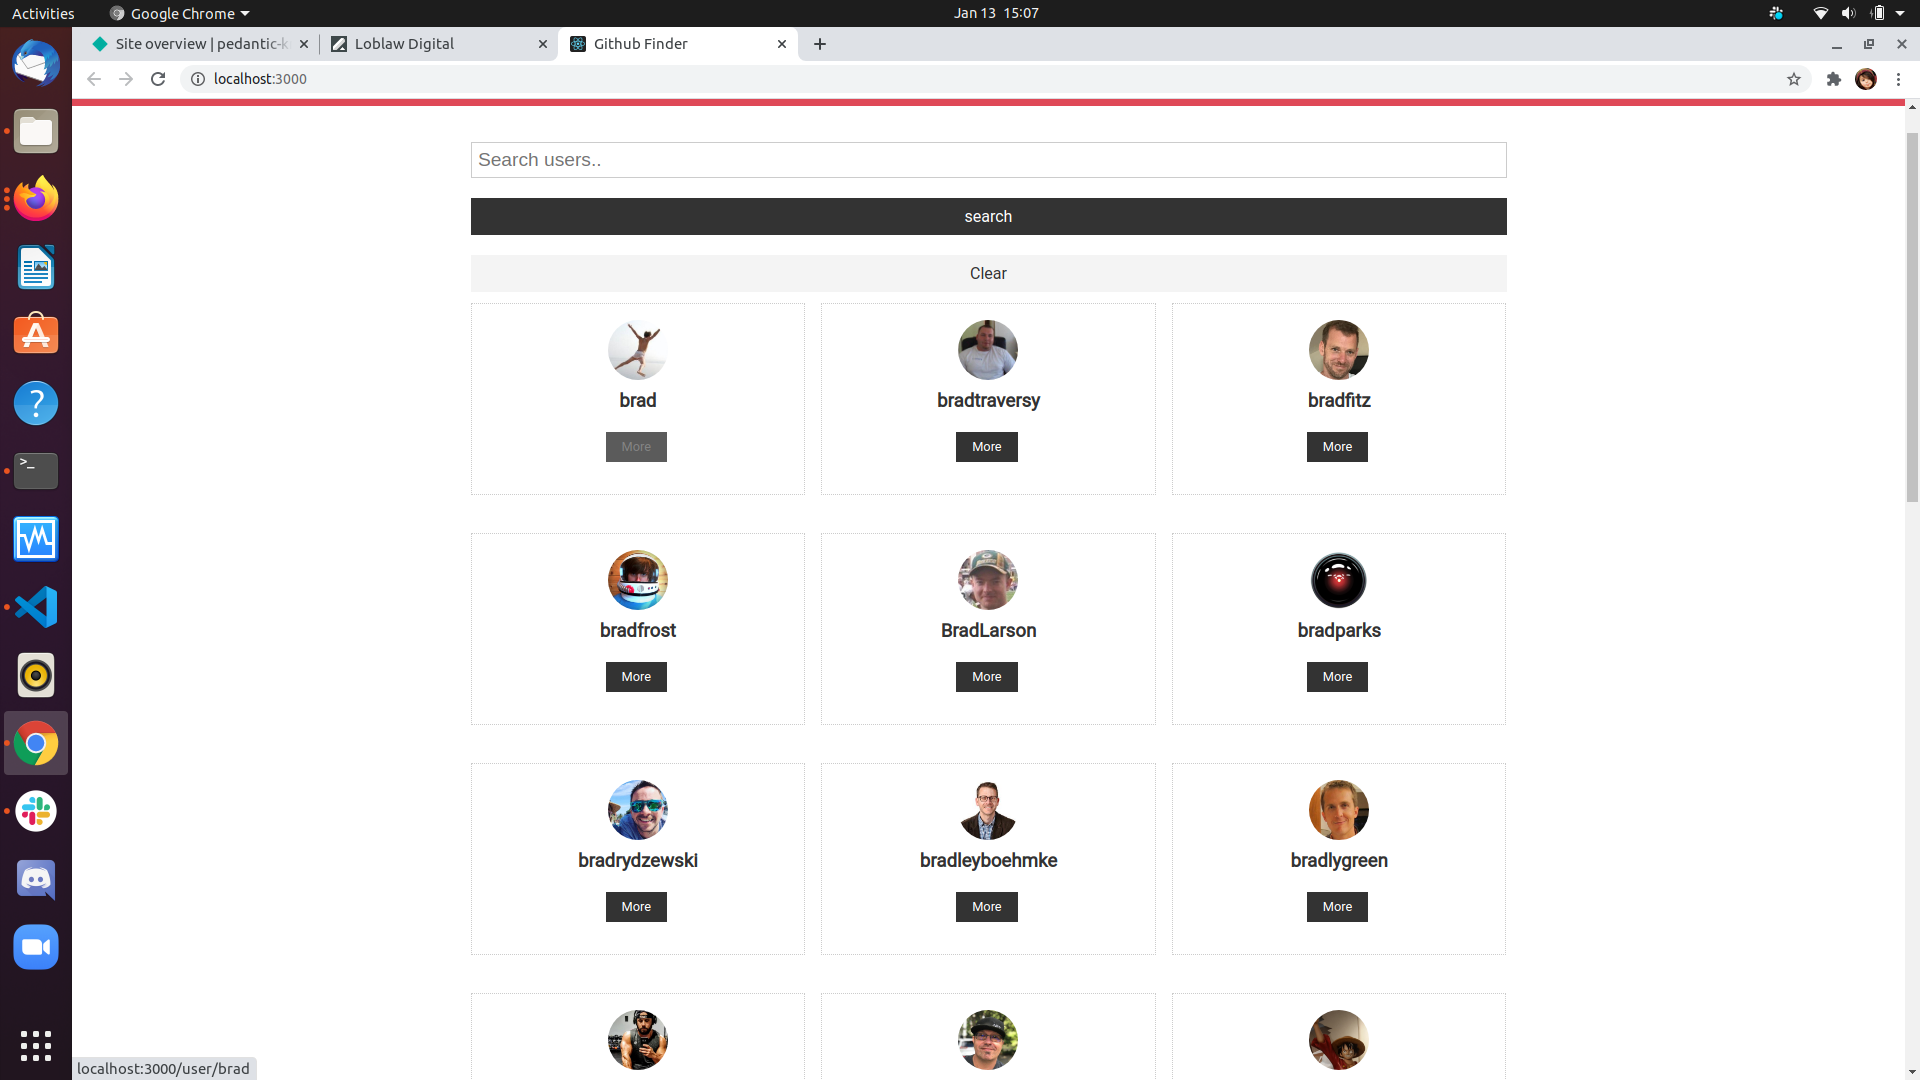 Activities
Google Chrome
Jan 13 15:07
Site overview | pedantic-k
Loblaw Digital
Github Finder
localhost:3000
Search users..
search
Clear
brad
bradtraversy
bradfitz
More
More
More
bradfrost
BradLarson
bradparks
More
More
More
bradrydzewski
bradleyboehmke
bradlygreen
More
More
More
localhost:3000/user/brad